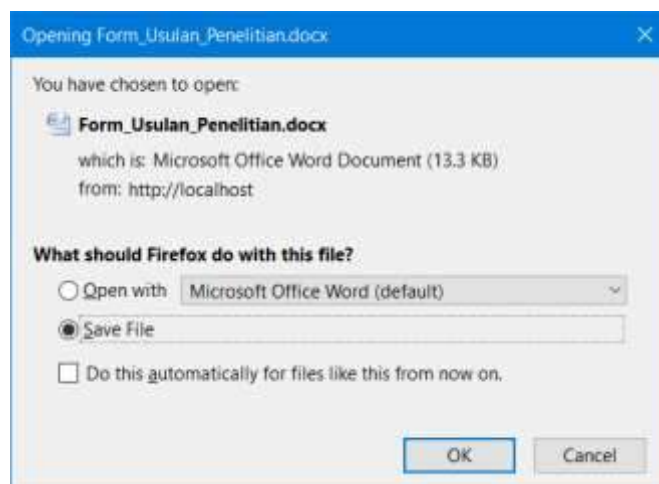 Opening Form_Usulan_Penelitian.docx
You have chosen to open:
Form_Usulan_Penelitian.docx
which is: Microsoft Office Word Document (13.3 KB)
from: http://localhost
What should Firefox do with this file?
Open with Microsoft Office Word (default)
Save File
Do this automatically for files like this from now on.
OK Cancel